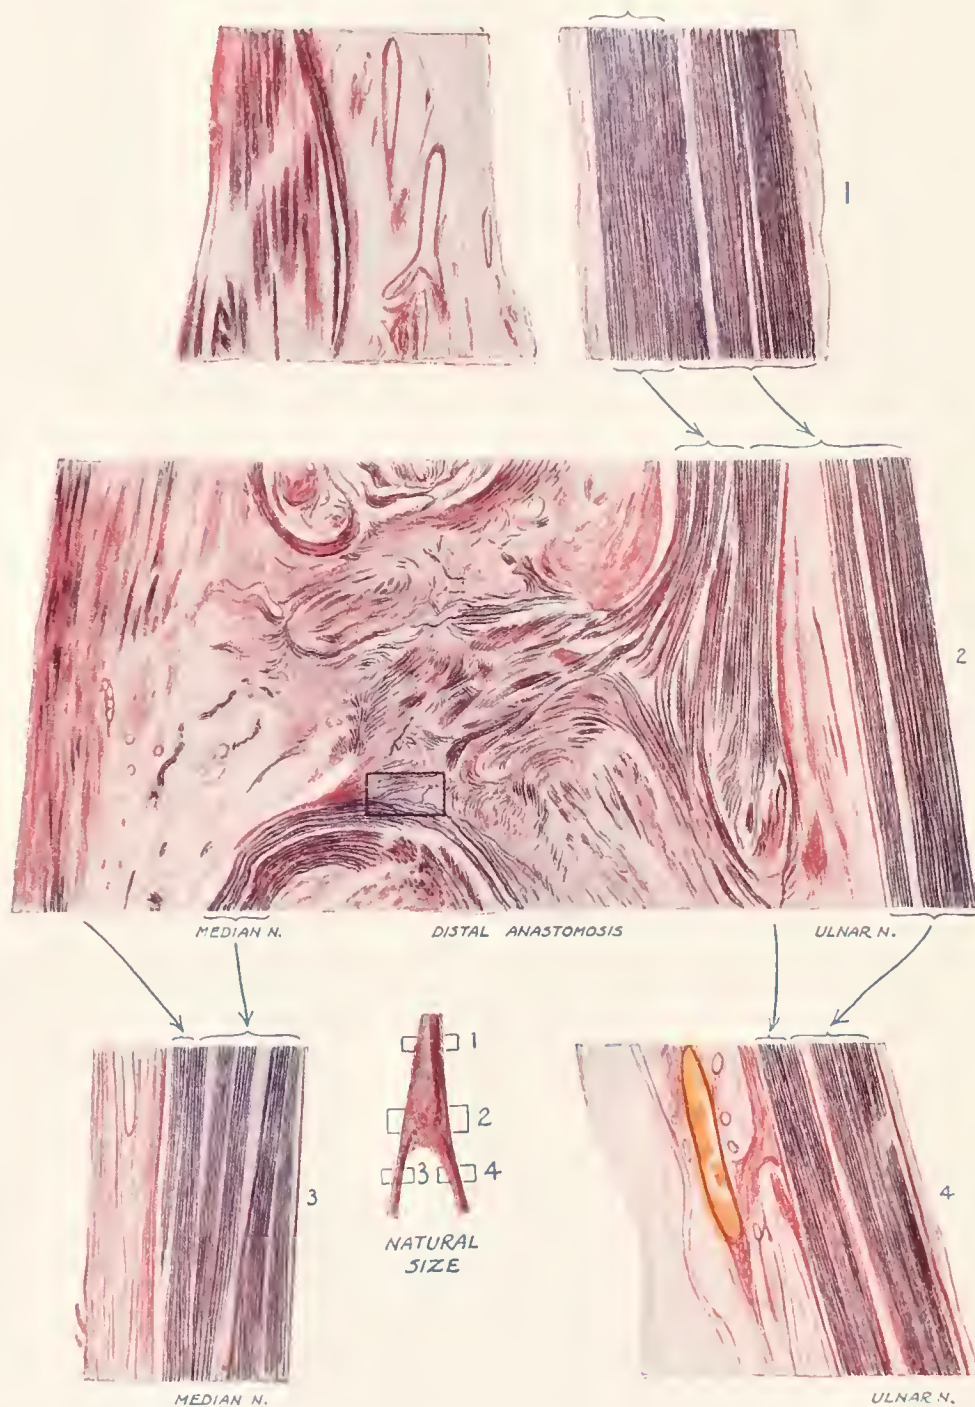 1
2
MEDIAN N.
DISTAL ANASTOMOSIS
ULNAR N.
1
2
3
4
3
4
NATURAL
SIZE
MEDIAN N.
ULNAR N.